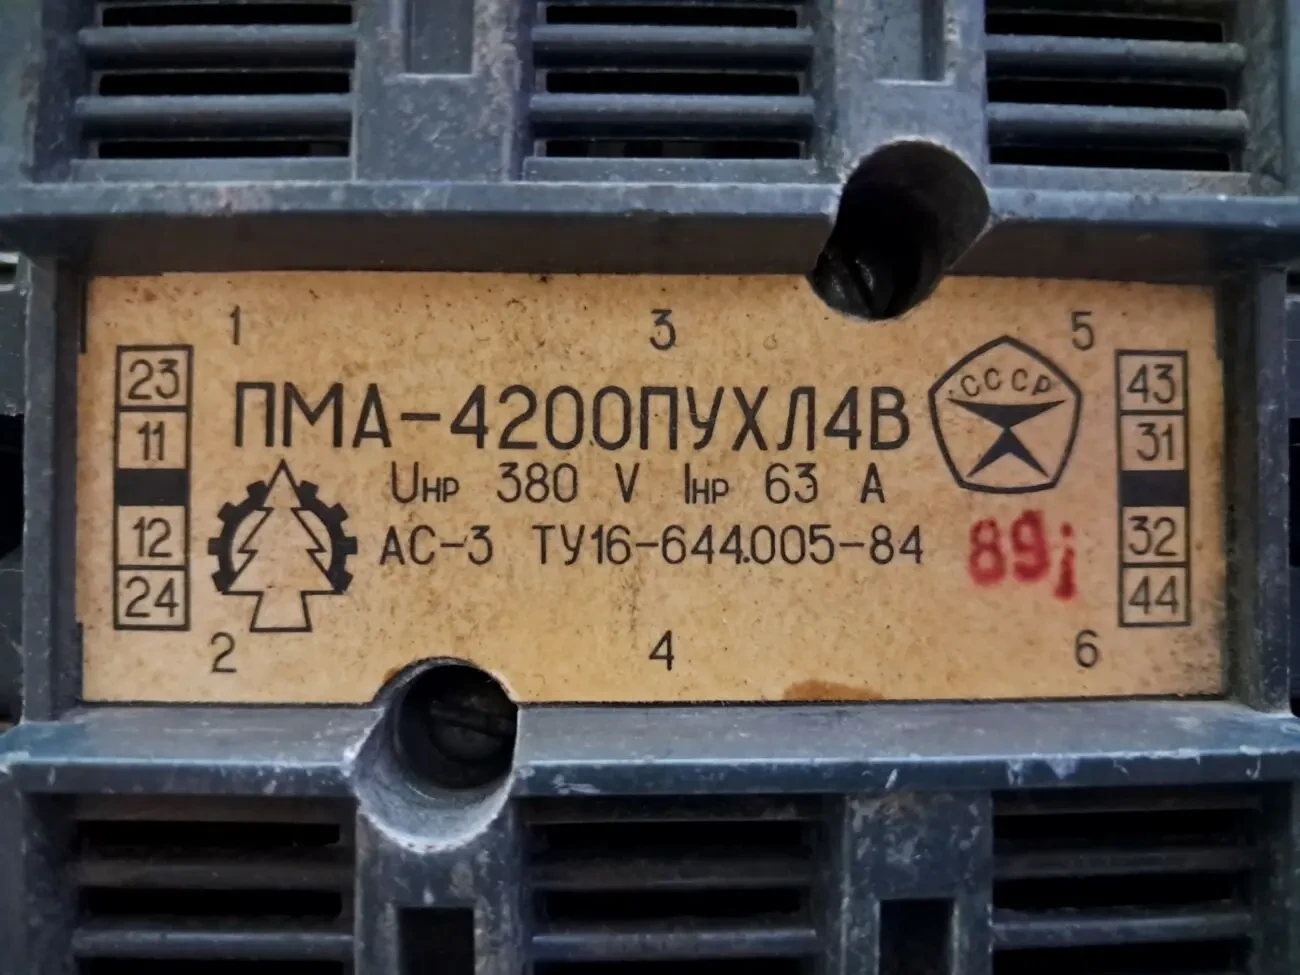 1 3 5
23 СССР 43
ПМА-4200ПУХЛ4В
11 31
Uнр 380 V Iнр 63 А
12 АС-3 ТУ16-644.005-84 89 32
24 44
2 4 6